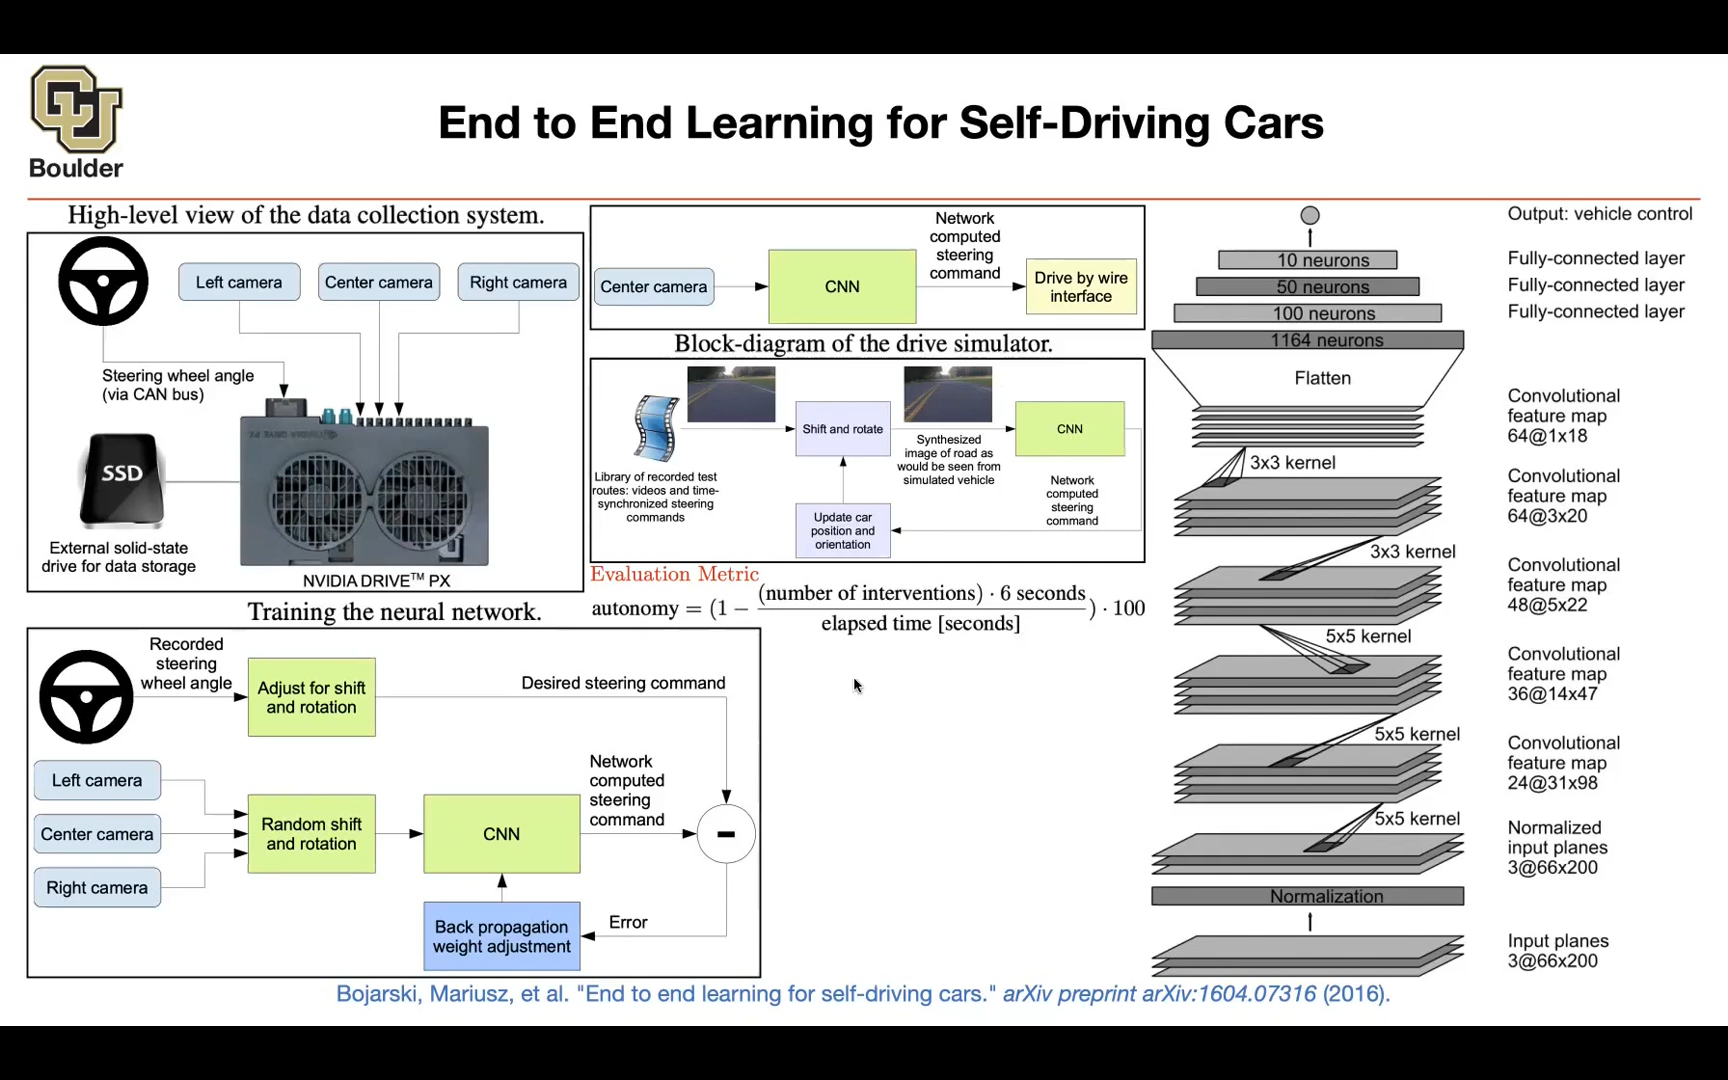 CU
Boulder
End to End Learning for Self-Driving Cars
High-level view of the data collection system.
Left camera
Center camera
Right camera
Steering wheel angle
(via CAN bus)
SSD
External solid-state
drive for data storage
NVIDIA DRIVE™ PX
Training the neural network.
Recorded
steering
wheel angle
Adjust for shift
and rotation
Desired steering command
Left camera
Center camera
Right camera
Random shift
and rotation
CNN
Network
computed
steering
command
-
Back propagation
weight adjustment
Error
Center camera
CNN
Network
computed
steering
command
Drive by wire
interface
Block-diagram of the drive simulator.
Library of recorded test
routes: videos and time-
synchronized steering
commands
Shift and rotate
Synthesized
image of road as
would be seen from
simulated vehicle
CNN
Network
computed
steering
command
Update car
position and
orientation
Evaluation Metric
autonomy = (1 − (number of interventions) · 6 seconds / elapsed time [seconds]) · 100
Output: vehicle control
10 neurons
Fully-connected layer
50 neurons
Fully-connected layer
100 neurons
Fully-connected layer
1164 neurons
Flatten
Convolutional
feature map
64@1x18
3x3 kernel
Convolutional
feature map
64@3x20
3x3 kernel
Convolutional
feature map
48@5x22
5x5 kernel
Convolutional
feature map
36@14x47
5x5 kernel
Convolutional
feature map
24@31x98
5x5 kernel
Normalized
input planes
3@66x200
Normalization
Input planes
3@66x200
Bojarski, Mariusz, et al. "End to end learning for self-driving cars." arXiv preprint arXiv:1604.07316 (2016).